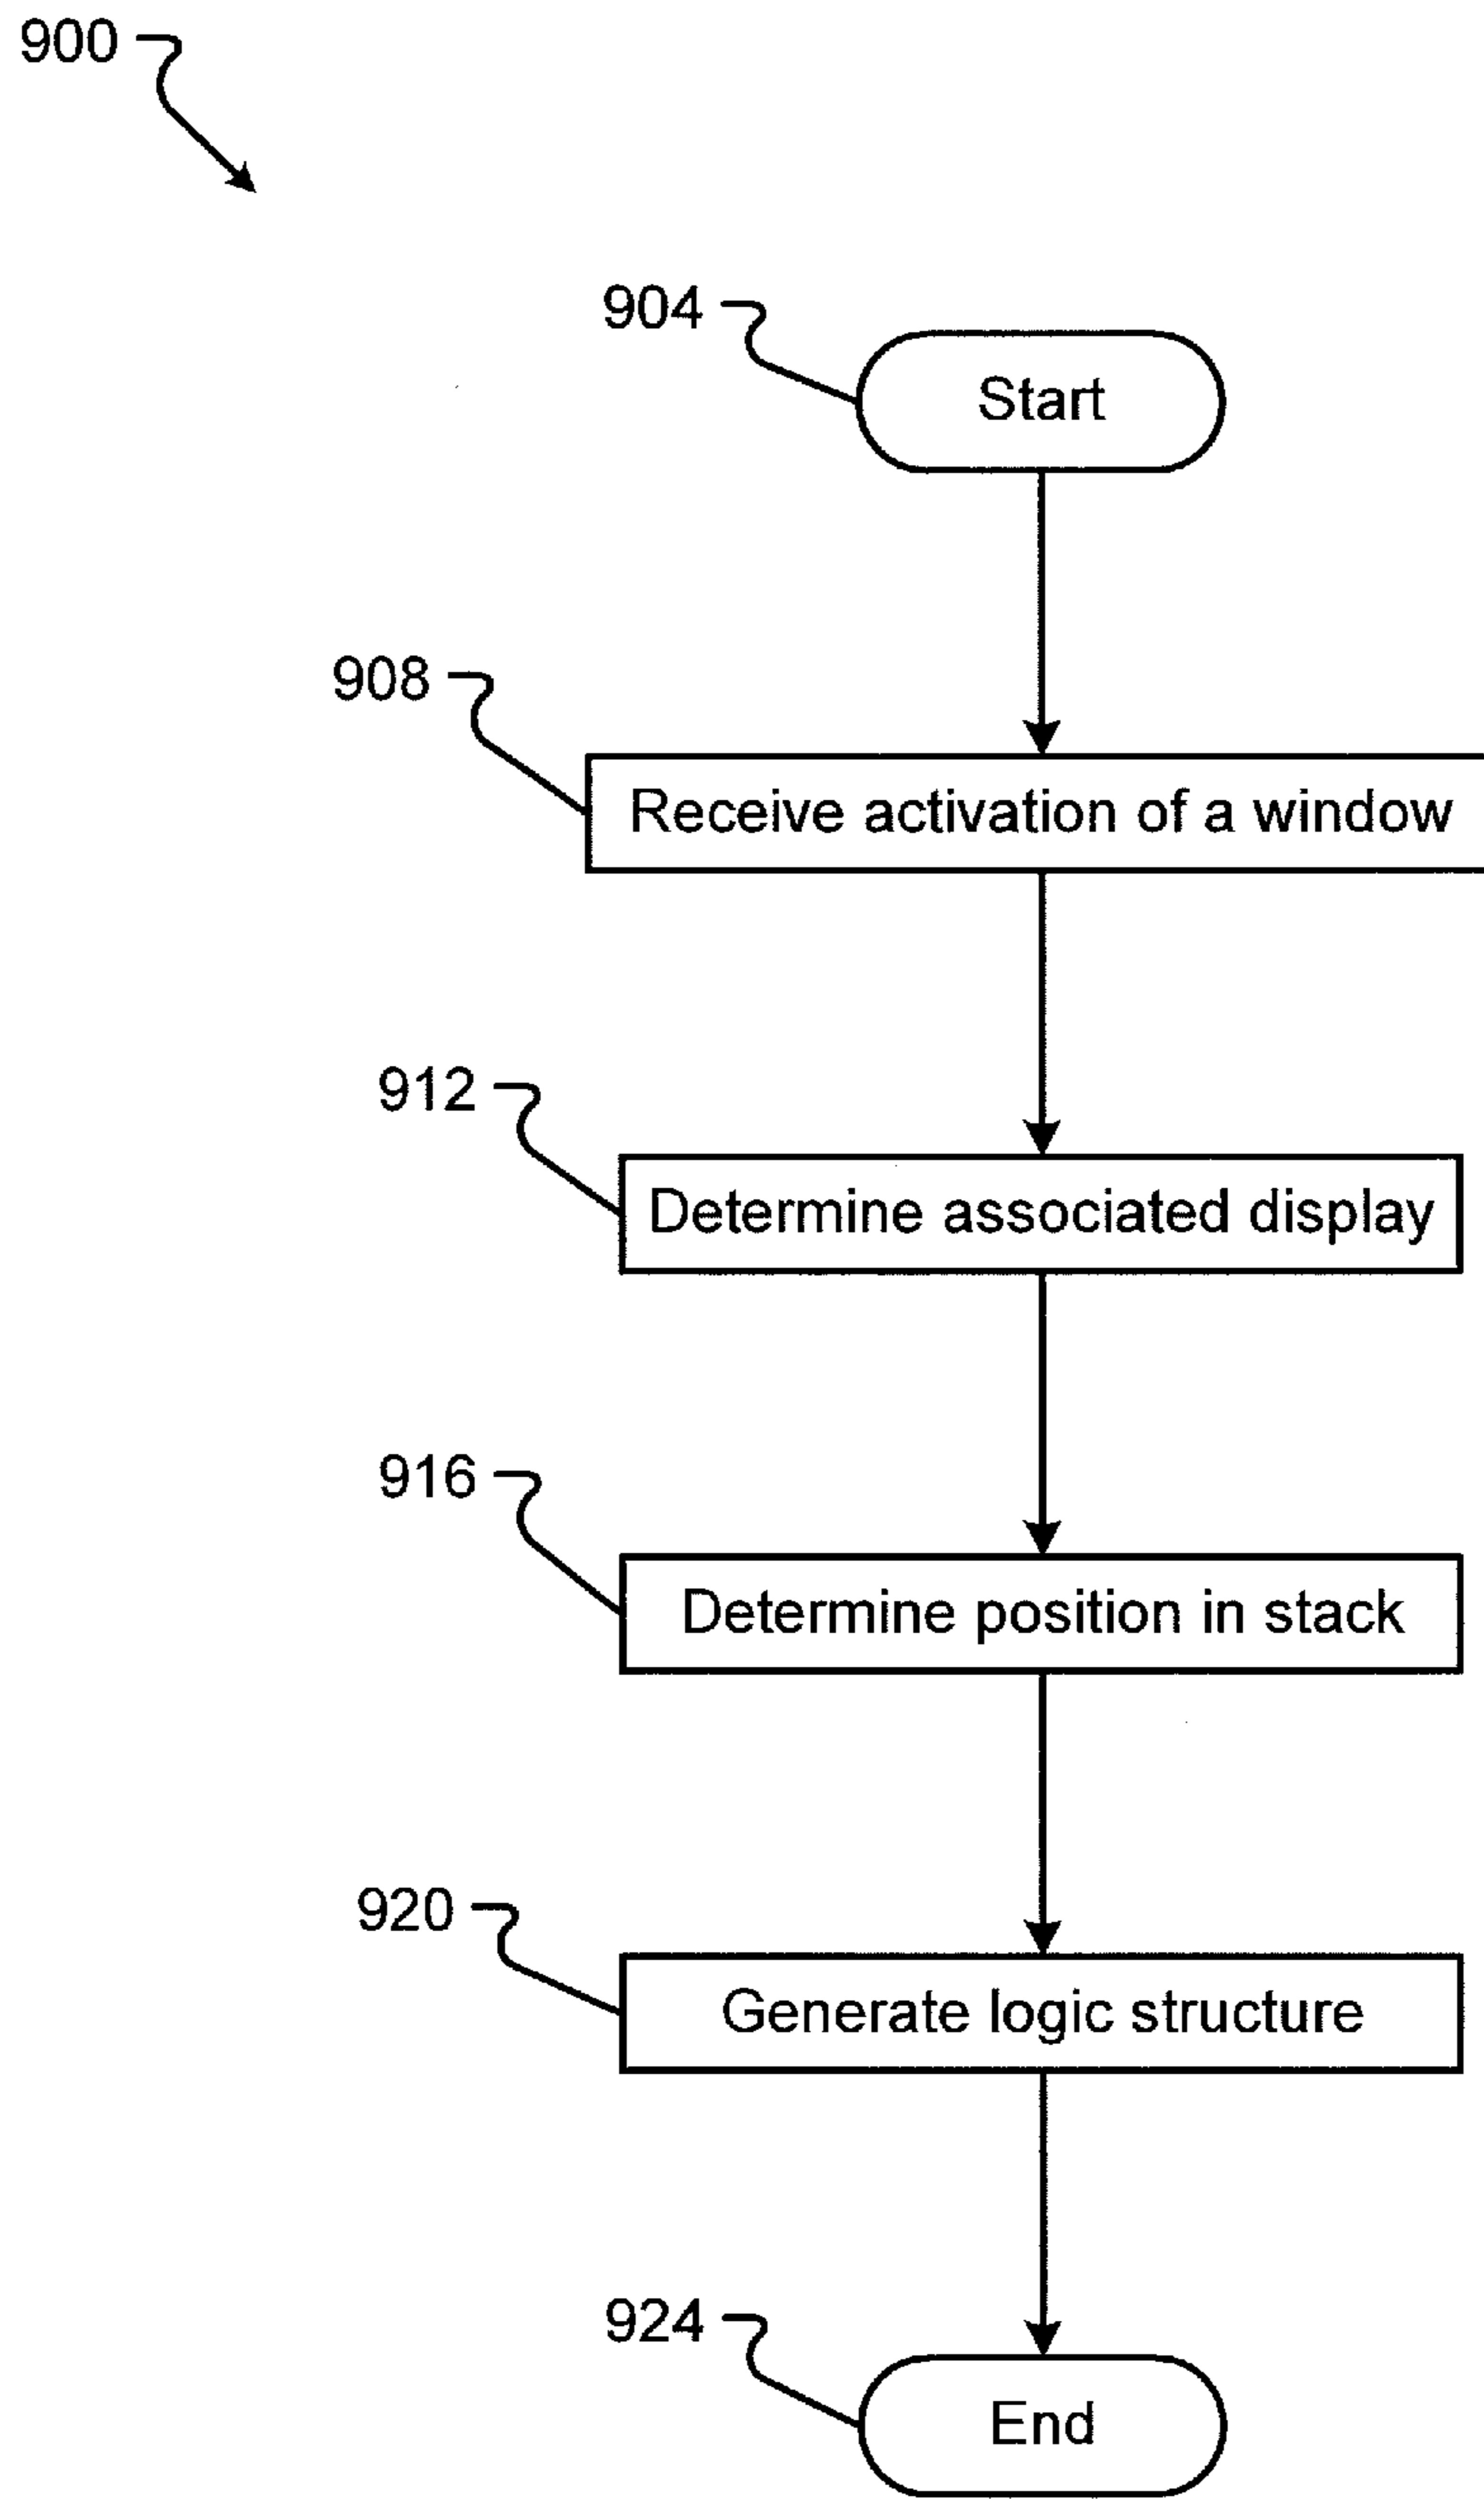 900
904
Start
908
Receive activation of a window
912
Determine associated display
916
Determine position in stack
920
Generate logic structure
924
End